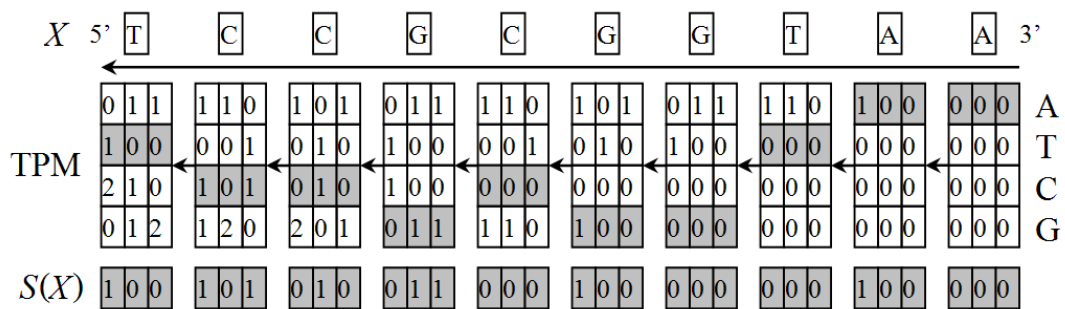 X 5’ T C C G C G G T A A 3’
0 1 1 1 1 0 1 0 1 0 1 1 1 1 0 1 0 1 0 1 1 1 1 0 1 0 0 0 0 0 A
1 0 0 0 0 1 0 1 0 1 0 0 0 0 1 0 1 0 1 0 0 0 0 0 0 0 0 0 0 0 T
TPM
2 1 0 1 0 1 0 1 0 1 0 0 0 0 0 0 0 0 0 0 0 0 0 0 0 0 0 0 0 0 C
0 1 2 1 2 0 2 0 1 0 1 1 1 1 0 1 0 0 0 0 0 0 0 0 0 0 0 0 0 0 G
S(X) 1 0 0 1 0 1 0 1 0 0 1 1 0 0 0 1 0 0 0 0 0 0 0 0 1 0 0 0 0 0